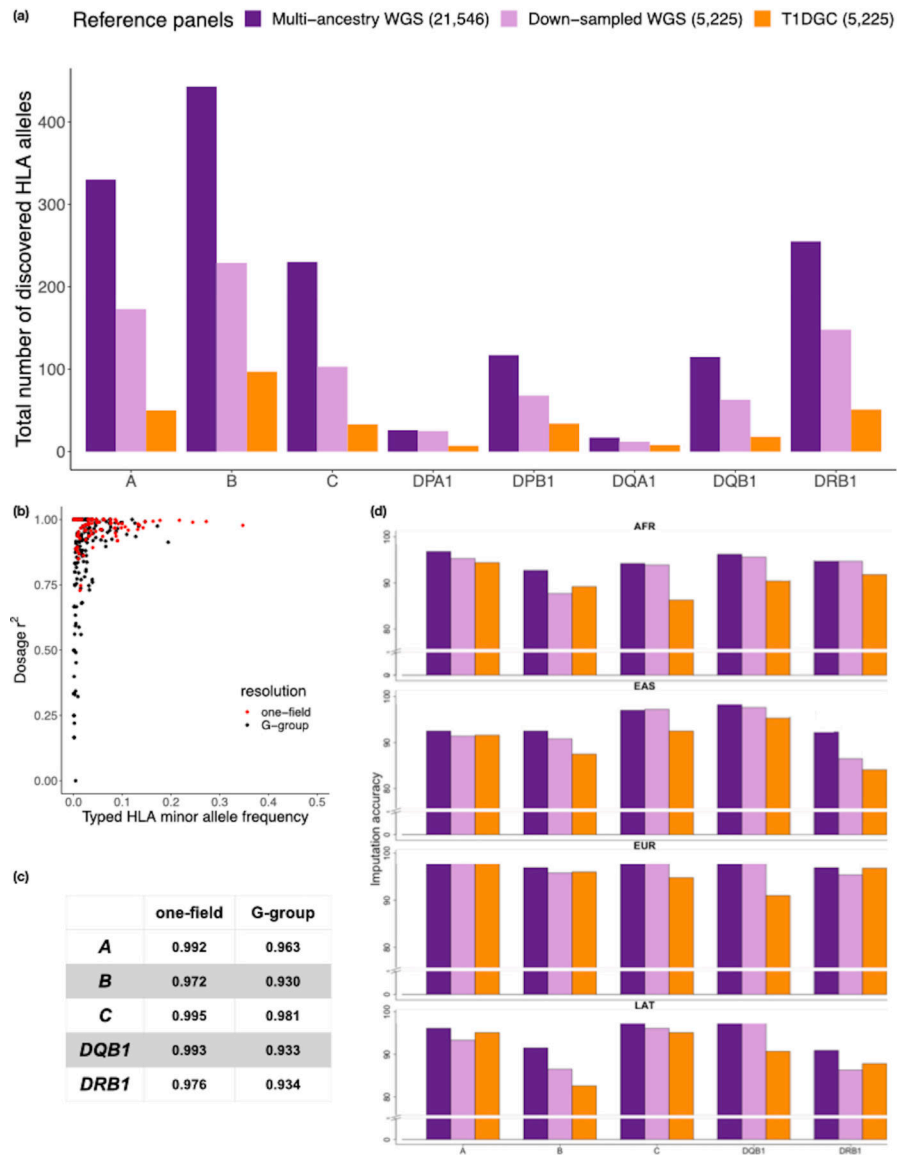 (a)
Reference panels Multi-ancestry WGS (21,546) Down-sampled WGS (5,225) T1DGC (5,225)
Total number of discovered HLA alleles
400
300
200
100
0
A B C DPA1 DPB1 DQA1 DQB1 DRB1
(b)
Dosage r²
1.00
0.75
0.50
0.25
0.00
resolution
one-field
G-group
0.0 0.1 0.2 0.3 0.4 0.5
Typed HLA minor allele frequency
(c)
one-field G-group
A 0.992 0.963
B 0.972 0.930
C 0.995 0.981
DQB1 0.993 0.933
DRB1 0.976 0.934
(d)
Imputation accuracy
AFR
100
90
80
0
EAS
100
90
80
0
EUR
100
90
80
0
LAT
100
90
80
0
A B C DQB1 DRB1